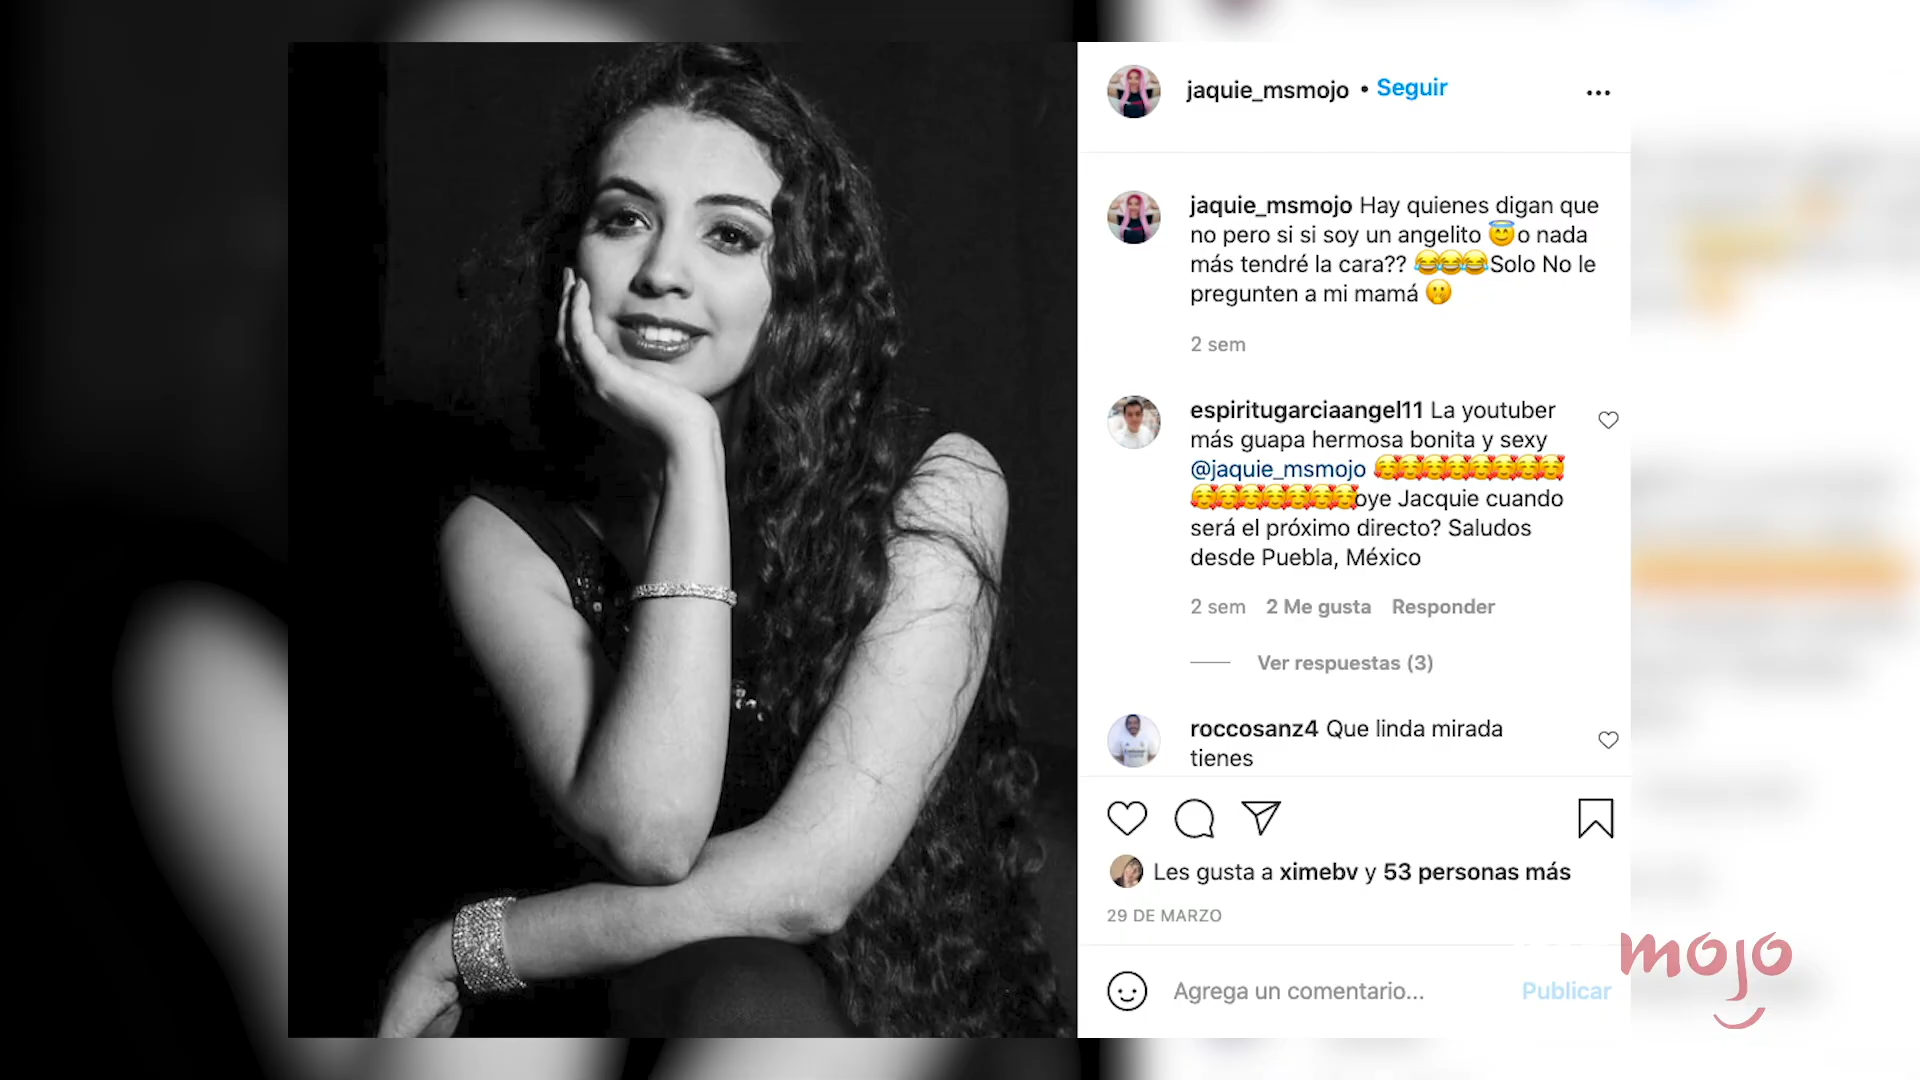 jaquie_msmojo • Seguir
jaquie_msmojo Hay quienes digan que
no pero si si soy un angelito 😇o nada
más tendré la cara?? 😂😂😂Solo No le
pregunten a mi mamá 🤭
2 sem
espiritugarciaangel11 La youtuber
más guapa hermosa bonita y sexy
@jaquie_msmojo 🥰🥰🥰🥰🥰🥰🥰🥰
🥰🥰🥰🥰🥰🥰🥰oye Jacquie cuando
será el próximo directo? Saludos
desde Puebla, México
2 sem 2 Me gusta Responder
Ver respuestas (3)
roccosanz4 Que linda mirada
tienes
Les gusta a ximebv y 53 personas más
29 DE MARZO
Agrega un comentario... Publicar
mojo